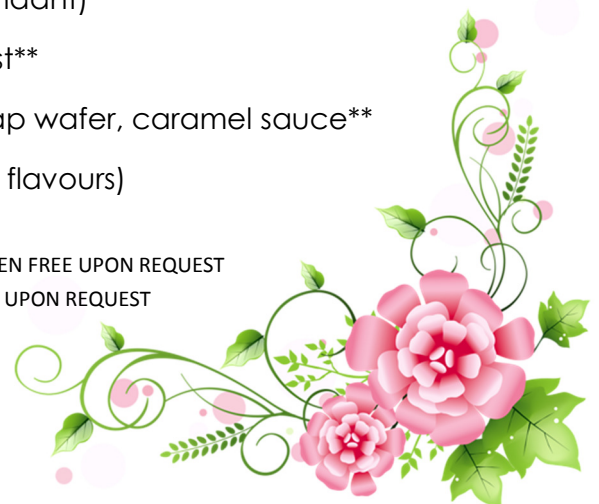 st**
ap wafer, caramel sauce**
flavours)
EN FREE UPON REQUEST
UPON REQUEST